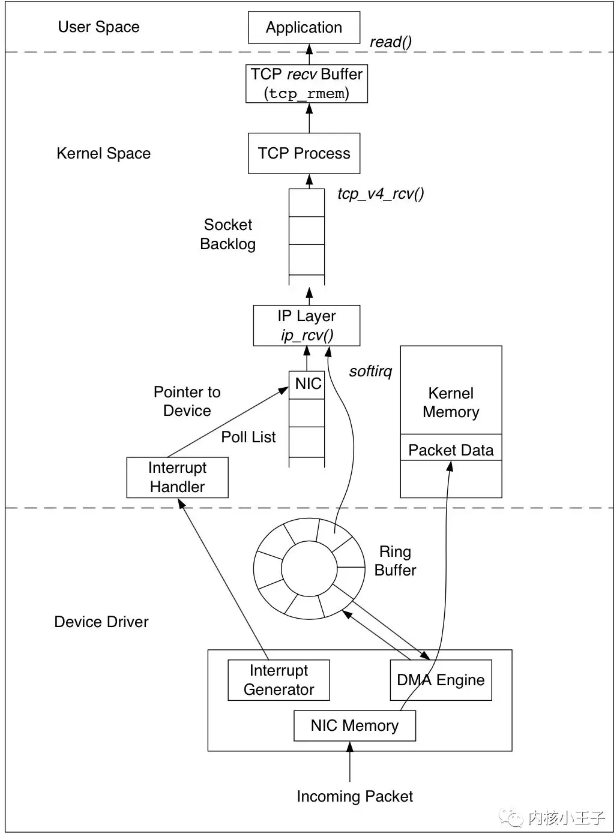 User Space
Application
read()
TCP recv Buffer
(tcp_rmem)
Kernel Space
TCP Process
tcp_v4_rcv()
Socket
Backlog
IP Layer
ip_rcv()
softirq
NIC
Pointer to
Device
Poll List
Kernel
Memory
Packet Data
Interrupt
Handler
Ring
Buffer
Device Driver
Interrupt
Generator
DMA Engine
NIC Memory
Incoming Packet
内核小王子